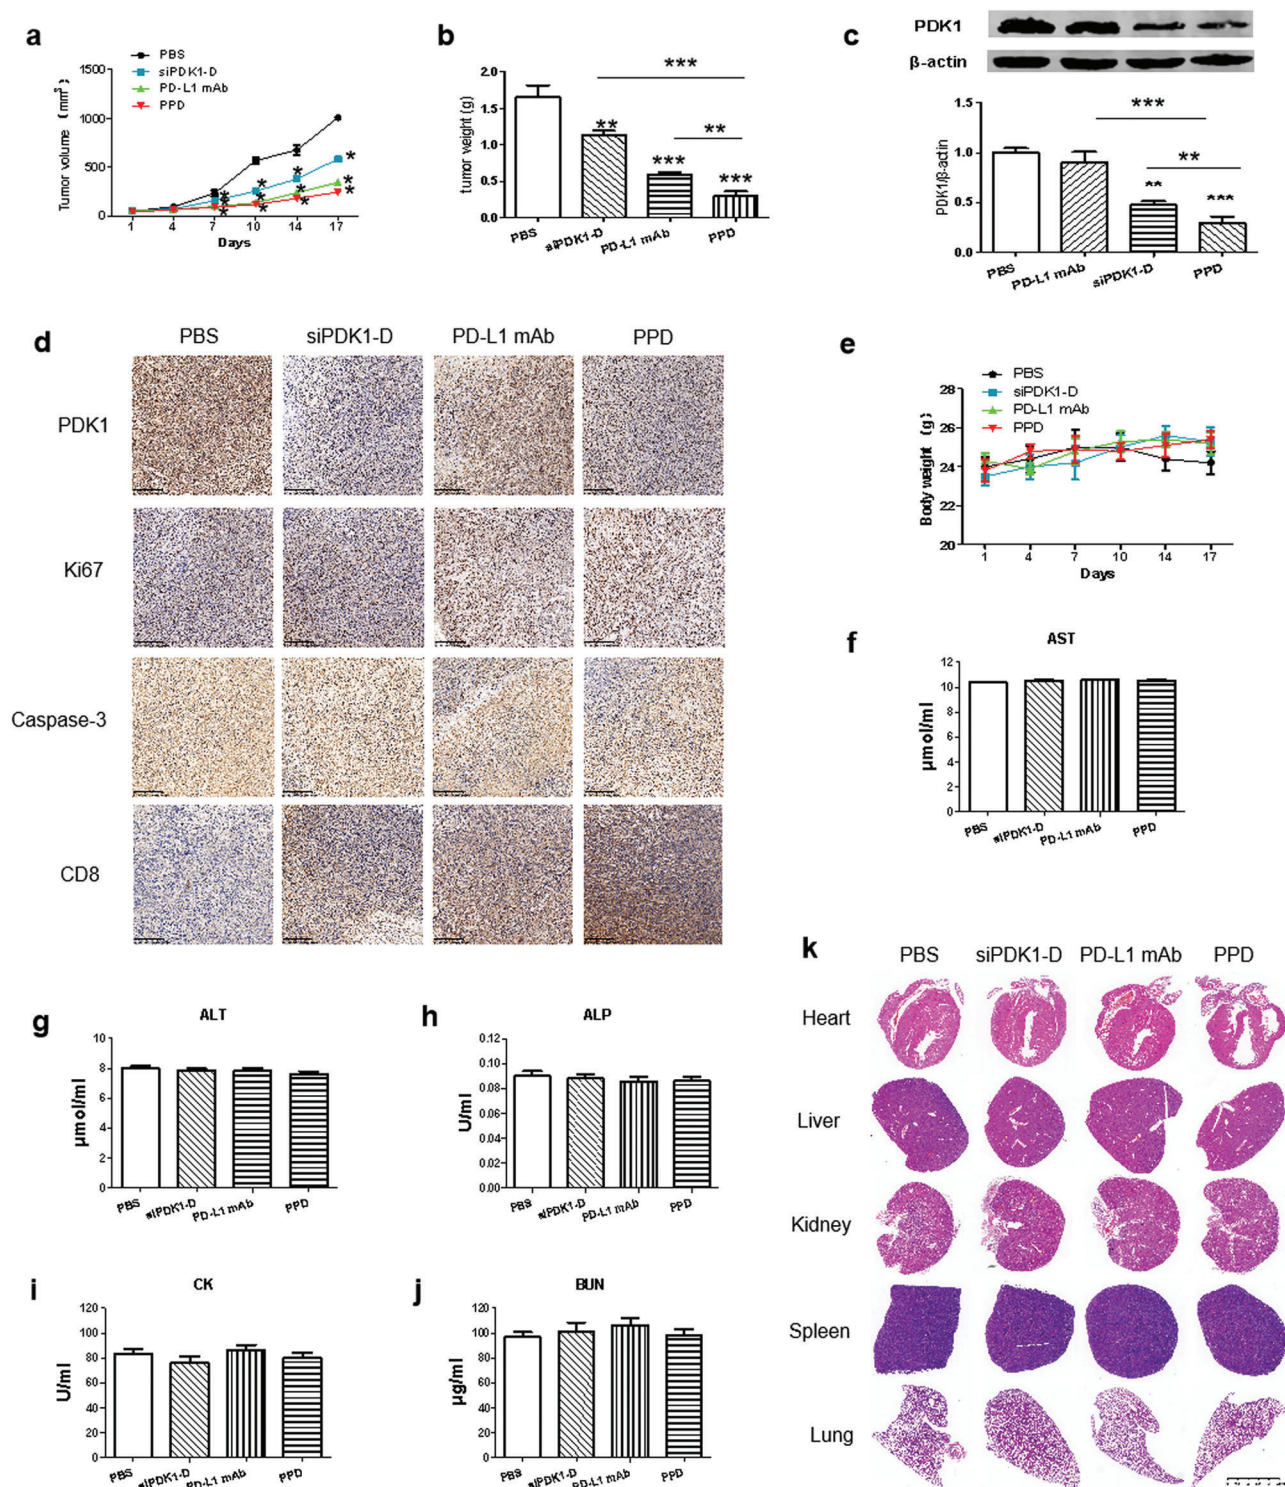 a
PBS
siPDK1-D
PD-L1 mAb
PPD
Tumor volume (mm³)
1500
1000
500
0
1 4 7 10 14 17
Days
* * * * * * * * * * * *
b
tumor weight (g)
2.0
1.5
1.0
0.5
0.0
***
**
**
***
***
PBS siPDK1-D PD-L1 mAb PPD
c
PDK1
β-actin
PDK1/β-actin
1.5
1.0
0.5
0.0
***
**
**
***
PBS PD-L1 mAb siPDK1-D PPD
d
PBS siPDK1-D PD-L1 mAb PPD
PDK1
Ki67
Caspase-3
CD8
e
PBS
siPDK1-D
PD-L1 mAb
PPD
Body weight (g)
28
26
24
22
20
1 4 7 10 14 17
Days
f
AST
µmol/ml
12
10
8
6
4
2
0
PBS siPDK1-D PD-L1 mAb PPD
g
ALT
µmol/ml
10
8
6
4
2
0
PBS siPDK1-D PD-L1 mAb PPD
h
ALP
U/ml
0.12
0.10
0.08
0.06
0.04
0.02
0.00
PBS siPDK1-D PD-L1 mAb PPD
i
CK
U/ml
120
100
80
60
40
20
0
PBS siPDK1-D PD-L1 mAb PPD
j
BUN
µg/ml
120
100
80
60
40
20
0
PBS siPDK1-D PD-L1 mAb PPD
k
PBS siPDK1-D PD-L1 mAb PPD
Heart
Liver
Kidney
Spleen
Lung